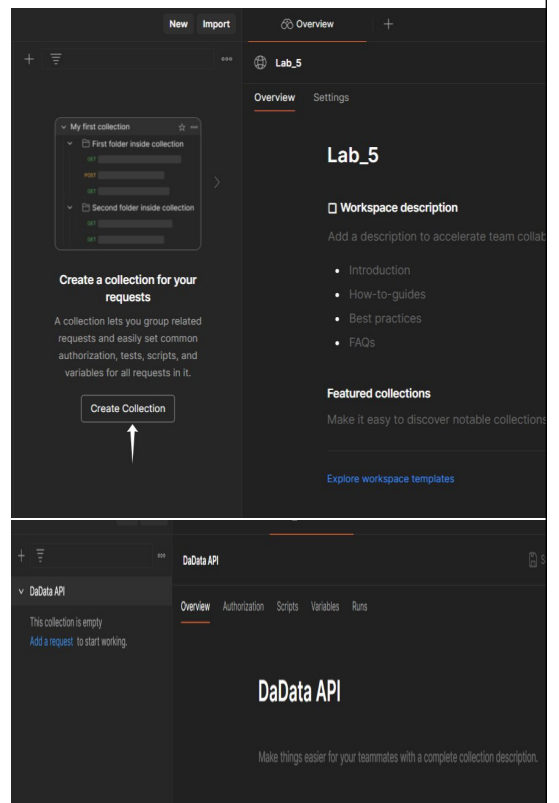 New Import
Overview
Lab_5
Overview Settings
My first collection
First folder inside collection
GET
POST
GET
Second folder inside collection
GET
GET
Create a collection for your
requests
A collection lets you group related
requests and easily set common
authorization, tests, scripts, and
variables for all requests in it.
Create Collection
Lab_5
Workspace description
Add a description to accelerate team collab
Introduction
How-to-guides
Best practices
FAQs
Featured collections
Make it easy to discover notable collections
Explore workspace templates
DaData API
This collection is empty
Add a request to start working.
DaData API
S
Overview Authorization Scripts Variables Runs
DaData API
Make things easier for your teammates with a complete collection description.